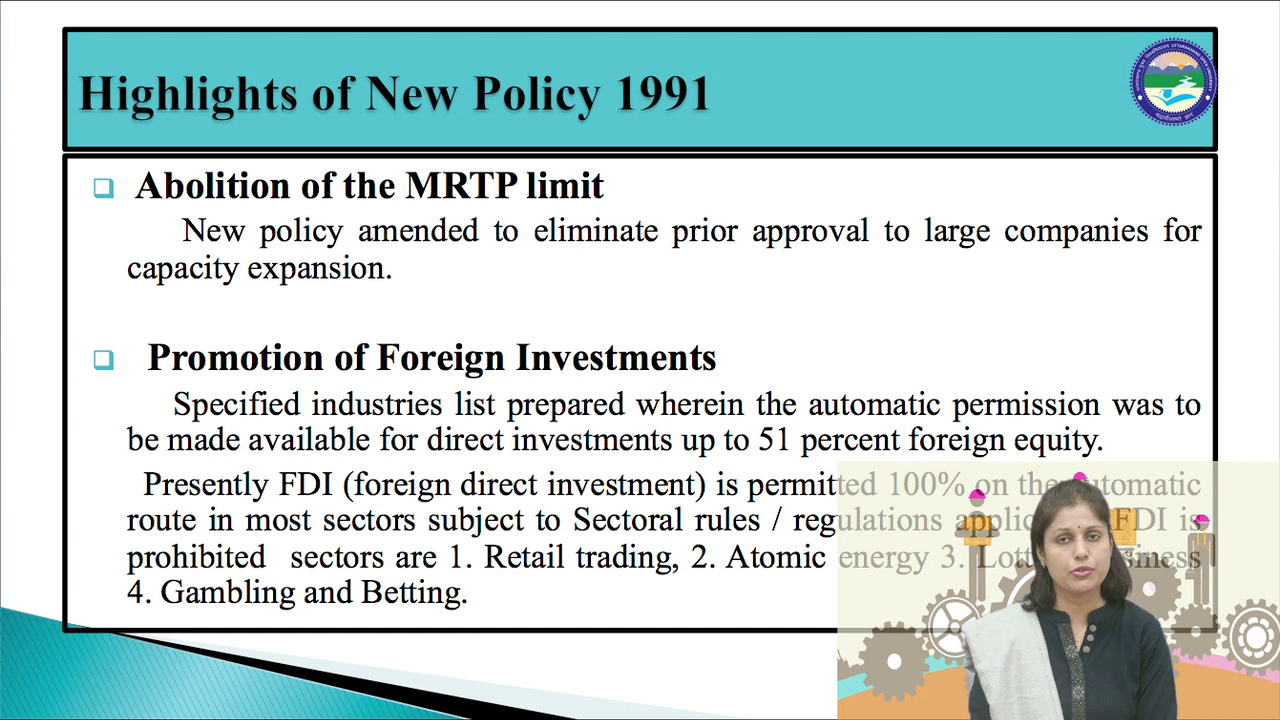 Highlights of New Policy 1991
Abolition of the MRTP limit
New policy amended to eliminate prior approval to large companies for
capacity expansion.
Promotion of Foreign Investments
Specified industries list prepared wherein the automatic permission was to
be made available for direct investments up to 51 percent foreign equity.
Presently FDI (foreign direct investment) is permitted 100% on the automatic
route in most sectors subject to Sectoral rules / regulations FDI is
prohibited sectors are 1. Retail trading, 2. Atomic energy 3.
4. Gambling and Betting.